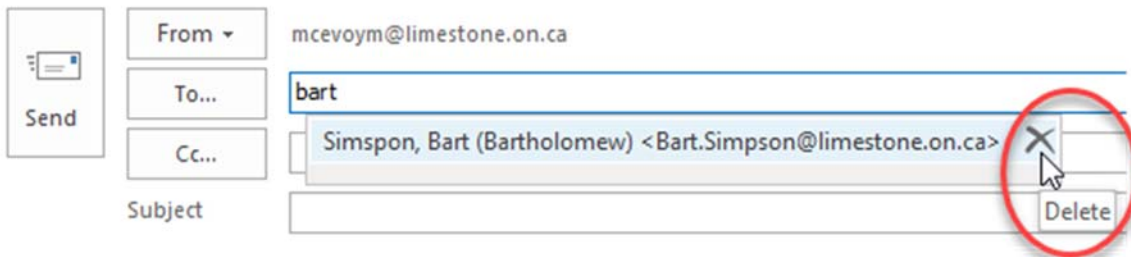 From mcevoym@limestone.on.ca
To... bart
Send
Simspon, Bart (Bartholomew) <Bart.Simpson@limestone.on.ca>
Cc...
Subject
Delete